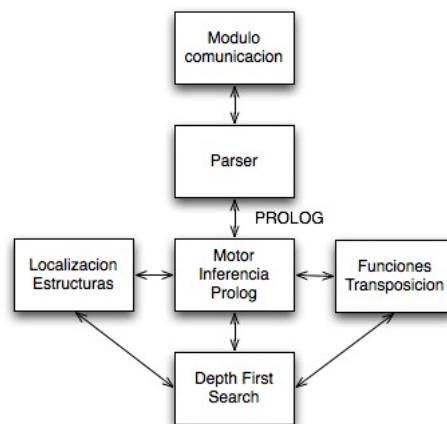 Modulo
comunicacion
Parser
PROLOG
Localizacion
Estructuras
Motor
Inferencia
Prolog
Funciones
Transposicion
Depth First
Search